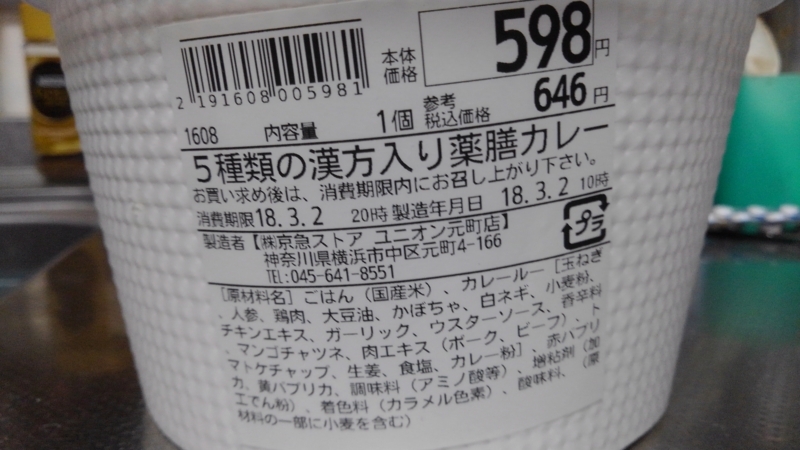 本体価格 598円
2 191608 005981
参考税込価格 646円
1608 内容量 1個
5種類の漢方入り薬膳カレー
お買い求め後は、消費期限内にお召し上がり下さい。
消費期限18.3.2 20時 製造年月日 18.3.2 10時
製造者【㈱京急ストア ユニオン元町店】
神奈川県横浜市中区元町4-166
TEL:045-641-8551
プラ
[原材料名]ごはん（国産米）、カレールー［玉ねぎ
、人参、鶏肉、大豆油、かぼちゃ、白ネギ、小麦粉、
チキンエキス、ガーリック、ウスターソース、香辛料
、マンゴチャツネ、肉エキス（ポーク、ビーフ）、ト
マトケチャップ、生姜、食塩、カレー粉］、赤パプリ
カ、黄パプリカ、調味料（アミノ酸等）、増粘剤（加
工でん粉）、着色料（カラメル色素）、酸味料、（原
材料の一部に小麦を含む）